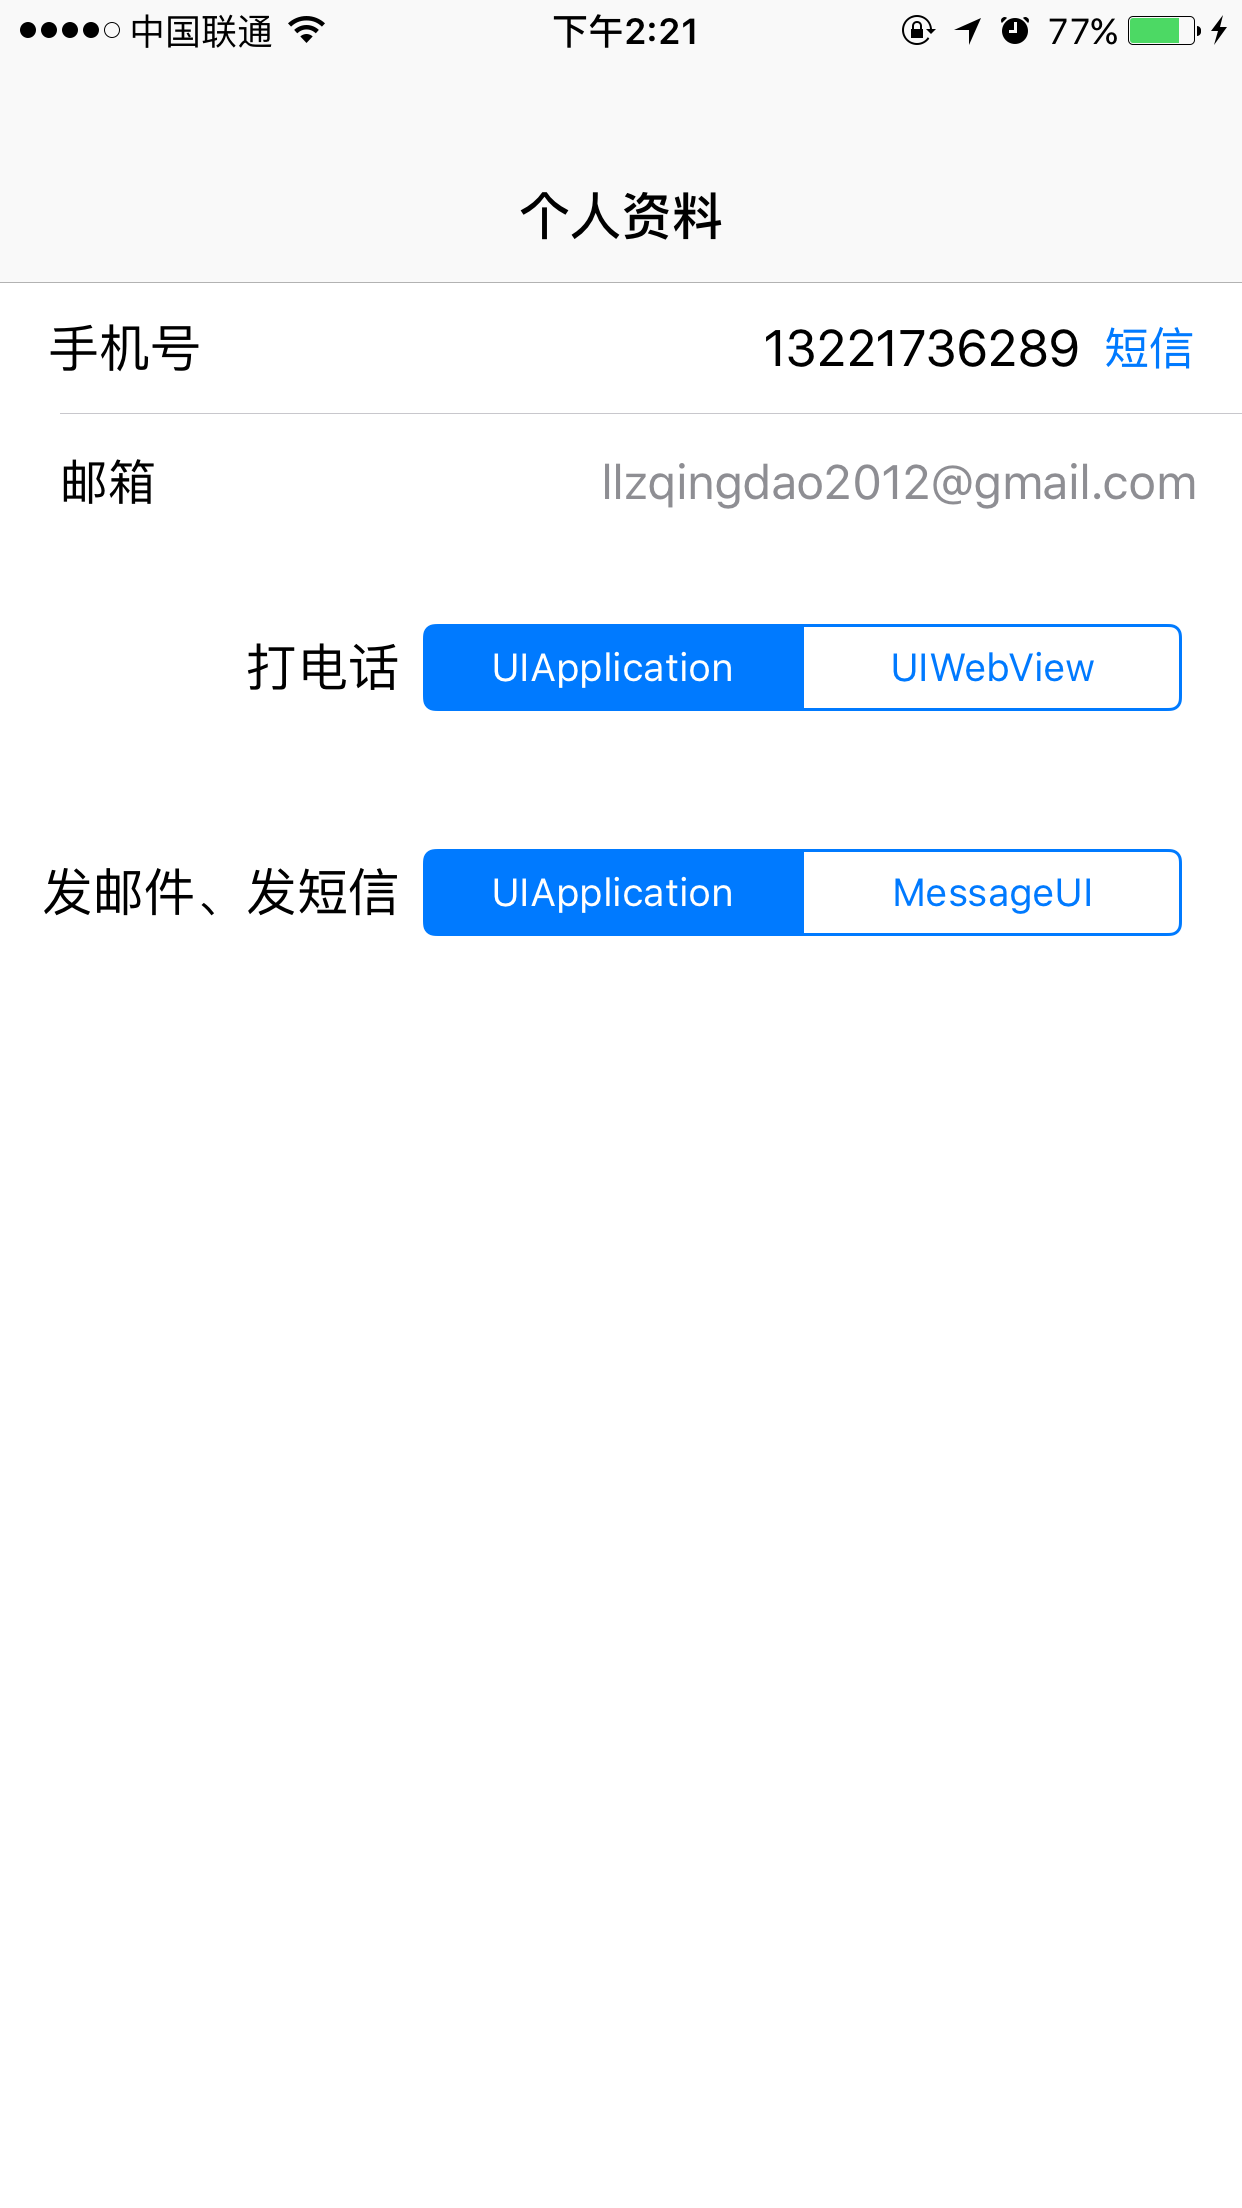 中国联通 下午2:21 77%
个人资料
手机号 13221736289 短信
邮箱 llzqingdao2012@gmail.com
打电话 UIApplication UIWebView
发邮件、发短信 UIApplication MessageUI